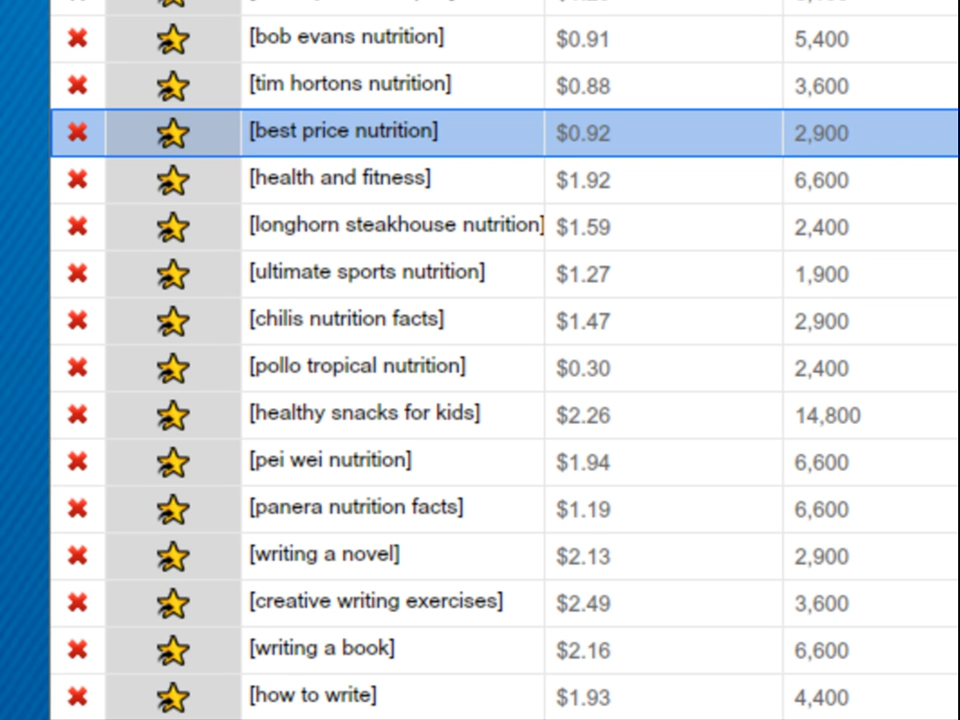 [bob evans nutrition] $0.91 5,400
[tim hortons nutrition] $0.88 3,600
[best price nutrition] $0.92 2,900
[health and fitness] $1.92 6,600
[longhorn steakhouse nutrition] $1.59 2,400
[ultimate sports nutrition] $1.27 1,900
[chilis nutrition facts] $1.47 2,900
[pollo tropical nutrition] $0.30 2,400
[healthy snacks for kids] $2.26 14,800
[pei wei nutrition] $1.94 6,600
[panera nutrition facts] $1.19 6,600
[writing a novel] $2.13 2,900
[creative writing exercises] $2.49 3,600
[writing a book] $2.16 6,600
[how to write] $1.93 4,400